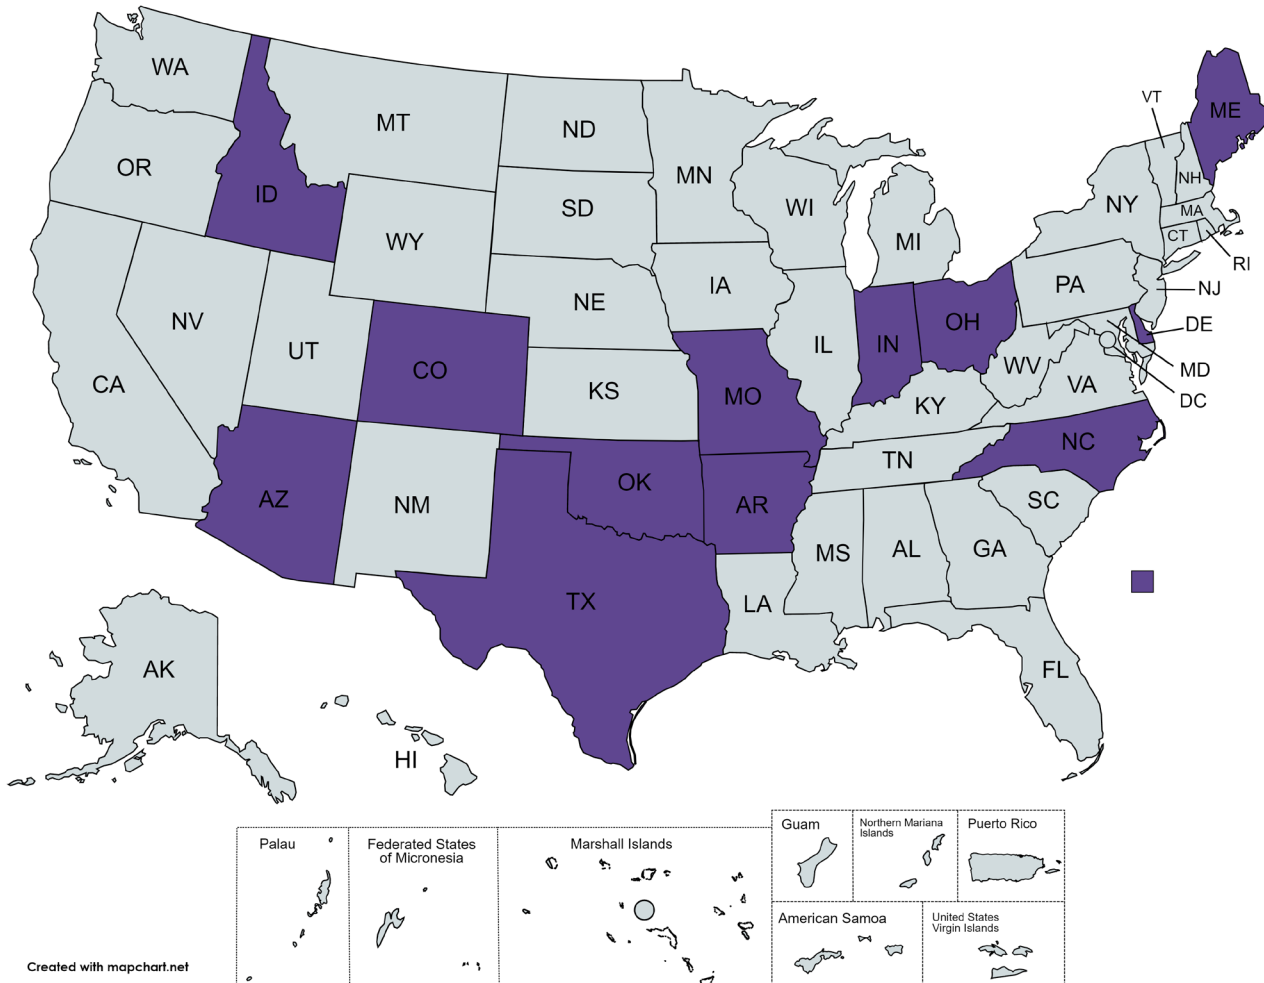 WA
MT
ND
MN
VT
ME
OR
ID
SD
WI
MI
NY
NH
MA
CT
RI
WY
IA
PA
NJ
NE
NV
UT
CO
IL
IN
OH
DE
MD
DC
WV
VA
CA
KS
MO
KY
NC
AZ
NM
OK
AR
TN
SC
MS
AL
GA
TX
LA
FL
AK
HI
Palau
Federated States
of Micronesia
Marshall Islands
Guam
Northern Mariana
Islands
Puerto Rico
American Samoa
United States
Virgin Islands
Created with mapchart.net